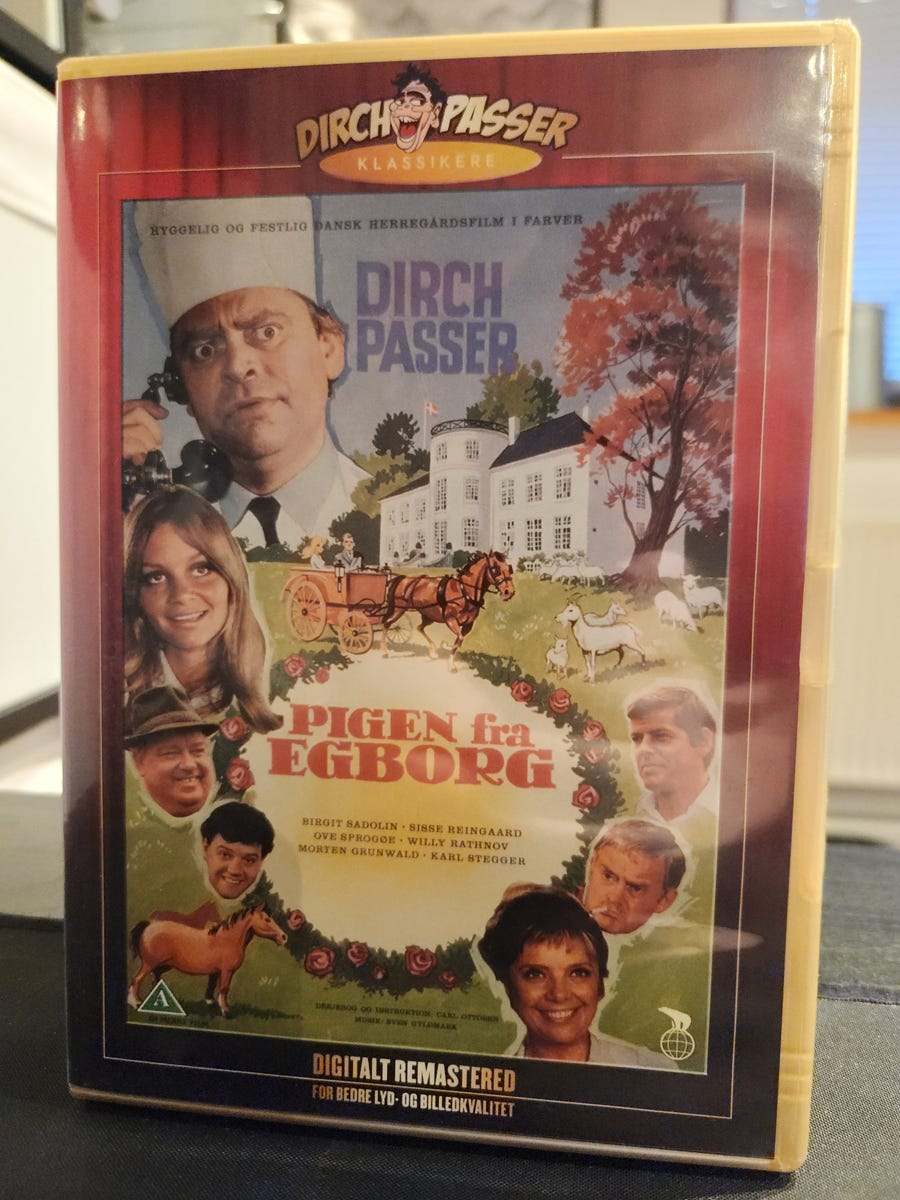 DIRCH PASSER
KLASSIKERE
HYGGELIG OG FESTLIG DANSK HERREGÅRDSFILM I FARVER
DIRCH
PASSER
PIGEN fra
EGBORG
BIRGIT SADOLIN · SISSE REINGAARD
OVE SPROGØE · WILLY RATHNOV
MORTEN GRUNWALD · KARL STEGGER
DREJEBOG OG INSTRUKTION: CARL OTTOSEN
MUSIK: SVEN GYLDMARK
A
DIGITALT REMASTERED
FOR BEDRE LYD- OG BILLEDKVALITET